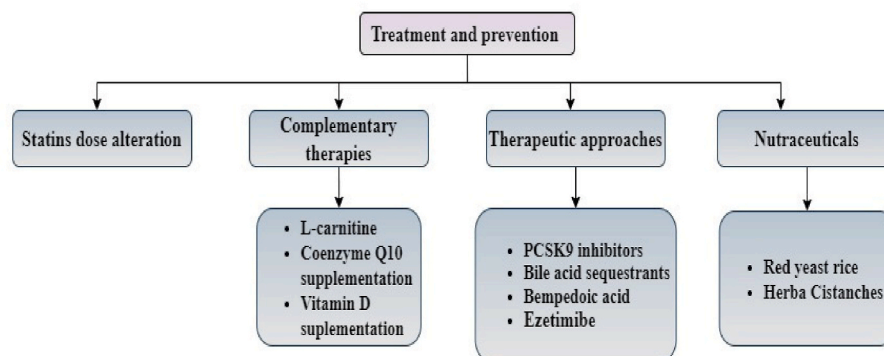 Treatment and prevention
Statins dose alteration
Complementary
therapies
Therapeutic approaches
Nutraceuticals
• L-carnitine
• Coenzyme Q10
supplementation
• Vitamin D
suplementation
• PCSK9 inhibitors
• Bile acid sequestrants
• Bempedoic acid
• Ezetimibe
• Red yeast rice
• Herba Cistanches